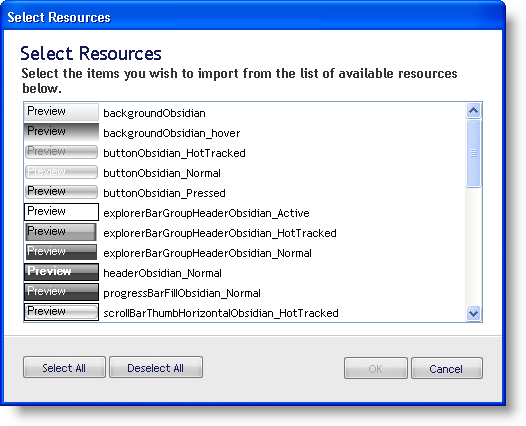 Select Resources
Select Resources
Select the items you wish to import from the list of available resources
below.
Preview backgroundObsidian
Preview backgroundObsidian_hover
Preview buttonObsidian_HotTracked
Preview buttonObsidian_Normal
Preview buttonObsidian_Pressed
Preview explorerBarGroupHeaderObsidian_Active
Preview explorerBarGroupHeaderObsidian_HotTracked
Preview explorerBarGroupHeaderObsidian_Normal
Preview headerObsidian_Normal
Preview progressBarFillObsidian_Normal
Preview scrollBarThumbHorizontalObsidian_HotTracked
Select All Deselect All OK Cancel